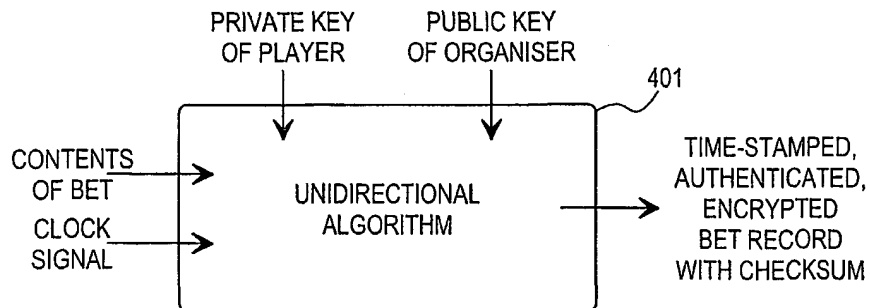 PRIVATE KEY
OF PLAYER
PUBLIC KEY
OF ORGANISER
401
CONTENTS
OF BET
CLOCK
SIGNAL
UNIDIRECTIONAL
ALGORITHM
TIME-STAMPED,
AUTHENTICATED,
ENCRYPTED
BET RECORD
WITH CHECKSUM